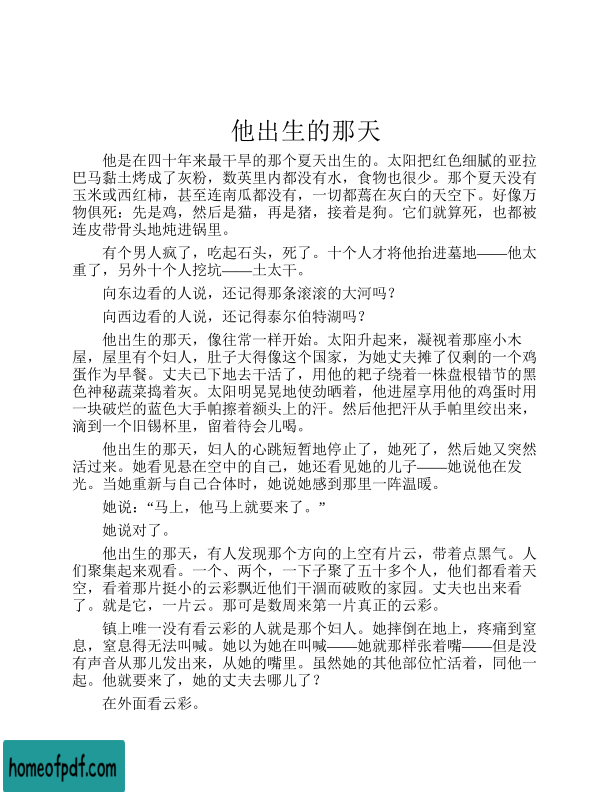 他出生的那天
他是在四十年来最干旱的那个夏天出生的。太阳把红色细腻的亚拉
巴马黏土烤成了灰粉，数英里内都没有水，食物也很少。那个夏天没有
玉米或西红柿，甚至连南瓜都没有，一切都蔫在灰白的天空下。好像万
物俱死：先是鸡，然后是猫，再是猪，接着是狗。它们就算死，也都被
连皮带骨头地炖进锅里。
有个男人疯了，吃起石头，死了。十个人才将他抬进墓地——他太
重了，另外十个人挖坑——土太干。
向东边看的人说，还记得那条滚滚的大河吗？
向西边看的人说，还记得泰尔伯特湖吗？
他出生的那天，像往常一样开始。太阳升起来，凝视着那座小木
屋，屋里有个妇人，肚子大得像这个国家，为她丈夫摊了仅剩的一个鸡
蛋作为早餐。丈夫已下地去干活了，用他的耙子绕着一株盘根错节的黑
色神秘蔬菜捣着灰。太阳明晃晃地使劲晒着，他进屋享用他的鸡蛋时用
一块破烂的蓝色大手帕擦着额头上的汗。然后他把汗从手帕里绞出来，
滴到一个旧锡杯里，留着待会儿喝。
他出生的那天，妇人的心跳短暂地停止了，她死了，然后她又突然
活过来。她看见悬在空中的自己，她还看见她的儿子——她说他在发
光。当她重新与自己合体时，她说她感到那里一阵温暖。
她说：“马上，他马上就要来了。”
她说对了。
他出生的那天，有人发现那个方向的上空有片云，带着点黑气。人
们聚集起来观看。一个、两个，一下子聚了五十多个人，他们都看着天
空，看着那片挺小的云彩飘近他们干涸而破败的家园。丈夫也出来看
了。就是它，一片云。那可是数周来第一片真正的云彩。
镇上唯一没有看云彩的人就是那个妇人。她摔倒在地上，疼痛到窒
息，窒息得无法叫喊。她以为她在叫喊——她就那样张着嘴——但是没
有声音从那儿发出来，从她的嘴里。虽然她的其他部位忙活着，同他一
起。他就要来了，她的丈夫去哪儿了？
在外面看云彩。
homeofpdf.com